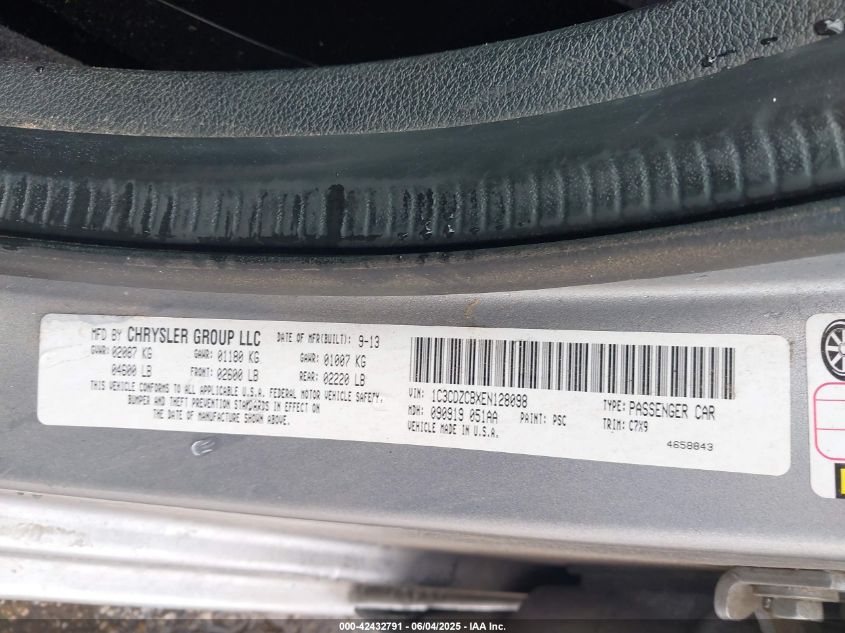 MFD BY CHRYSLER GROUP LLC DATE OF MFR(BUILT): 9-13
GVWR: 02087 KG GAWR: 01180 KG GAWR: 01007 KG
04600 LB FRONT: 02600 LB REAR: 02220 LB
THIS VEHICLE CONFORMS TO ALL APPLICABLE U.S.A. FEDERAL MOTOR VEHICLE SAFETY,
BUMPER AND THEFT PREVENTION STANDARDS IN EFFECT ON
THE DATE OF MANUFACTURE SHOWN ABOVE.
VIN: 1C3CDZCBXEN128098 TYPE: PASSENGER CAR
MDH: 090919 051AA PAINT: PSC TRIM: C7X9
VEHICLE MADE IN U.S.A. 4658843
000-42432791 - 06/04/2025 - IAA Inc.